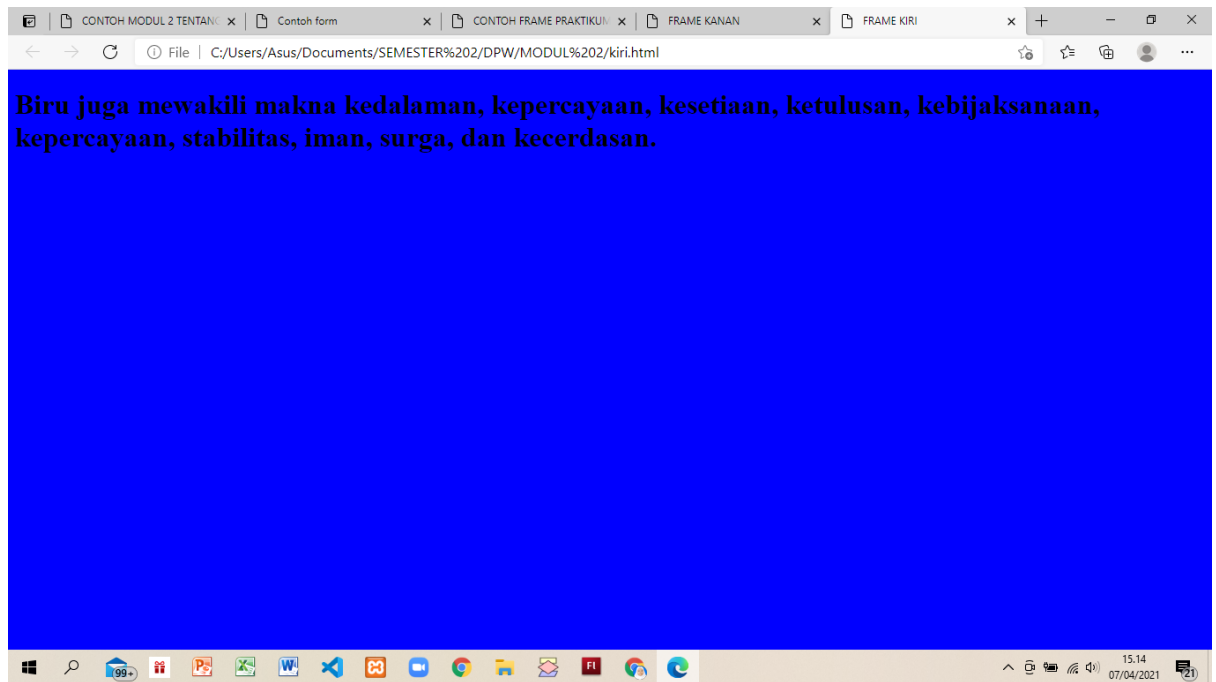 CONTOH MODUL 2 TENTANG
Contoh form
CONTOH FRAME PRAKTIKUM
FRAME KANAN
FRAME KIRI
File | C:/Users/Asus/Documents/SEMESTER%202/DPW/MODUL%202/kiri.html
Biru juga mewakili makna kedalaman, kepercayaan, kesetiaan, ketulusan, kebijaksanaan,
kepercayaan, stabilitas, iman, surga, dan kecerdasan.
99+
15.14
07/04/2021
21